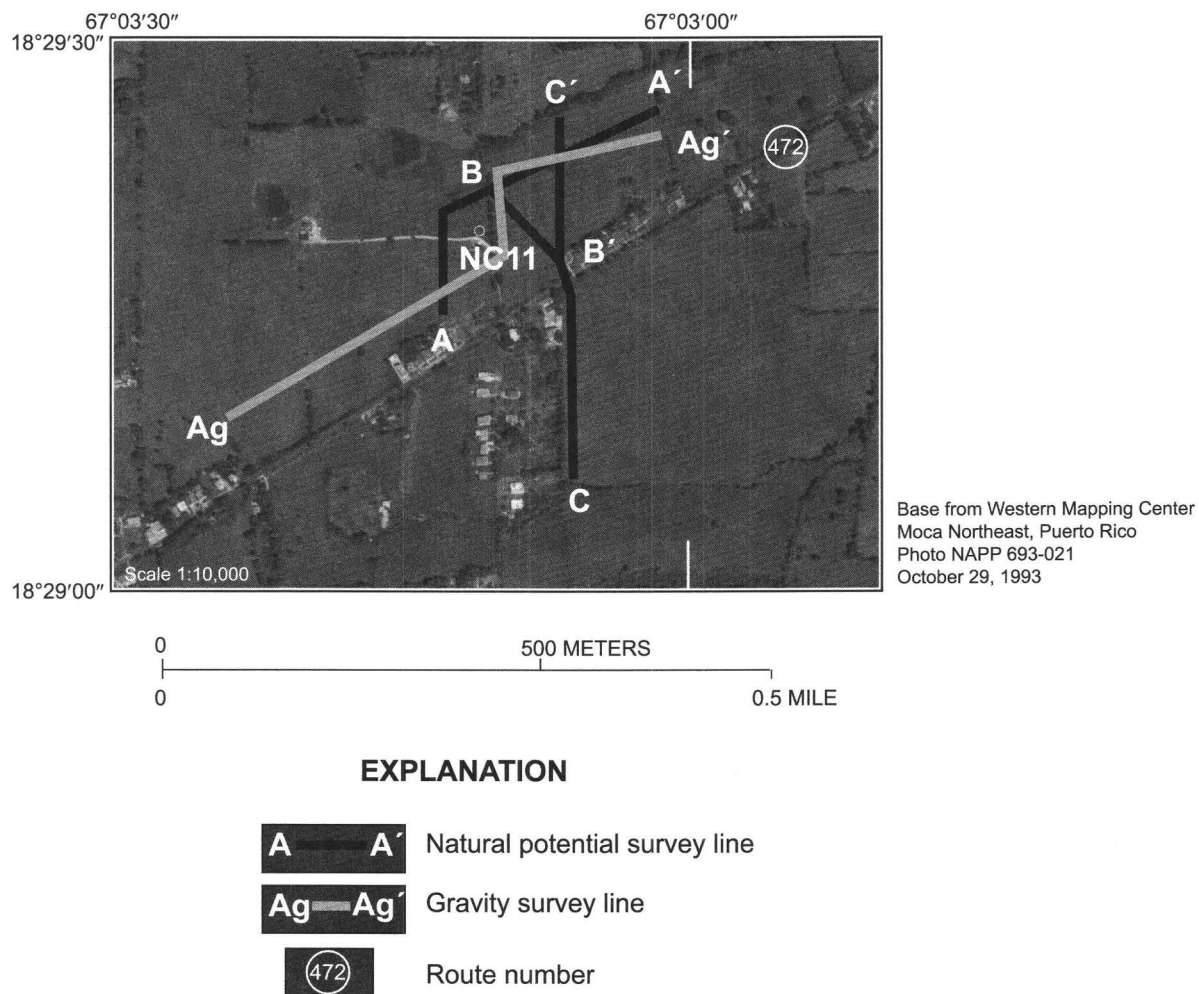 67°03′30″
67°03′00″
18°29′30″
C´
A´
Ag´
472
B
B´
NC11
A
Ag
C
Scale 1:10,000
18°29′00″
Base from Western Mapping Center
Moca Northeast, Puerto Rico
Photo NAPP 693-021
October 29, 1993
0
500 METERS
0
0.5 MILE
EXPLANATION
A A´ Natural potential survey line
Ag Ag´ Gravity survey line
472 Route number